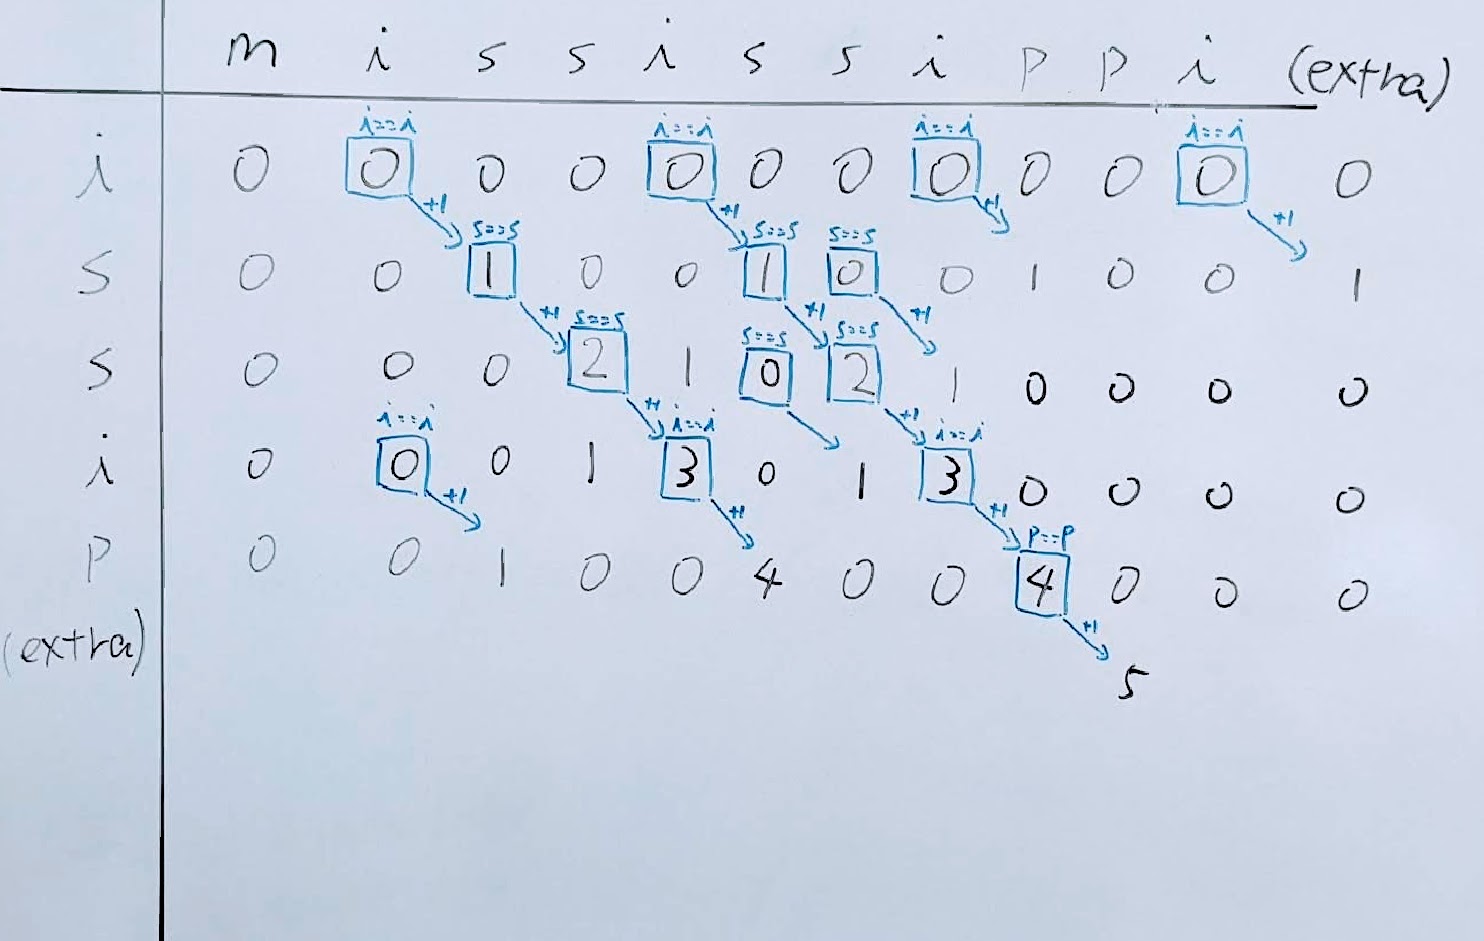 m i s s i s s i p p i (extra)
i==i i==i i==i i==i
i 0 0 0 0 0 0 0 0 0 0 0 0
+1 +1 +1 +1
s==s s==s s==s
s 0 0 1 0 0 1 0 0 1 0 0 1
+1 +1 +1
s==s s==s s==s
s 0 0 0 2 1 0 2 1 0 0 0 0
+1 +1
i==i i==i i==i
i 0 0 0 1 3 0 1 3 0 0 0 0
+1 +1 +1
p==p
p 0 0 1 0 0 4 0 0 4 0 0 0
+1
(extra) 5